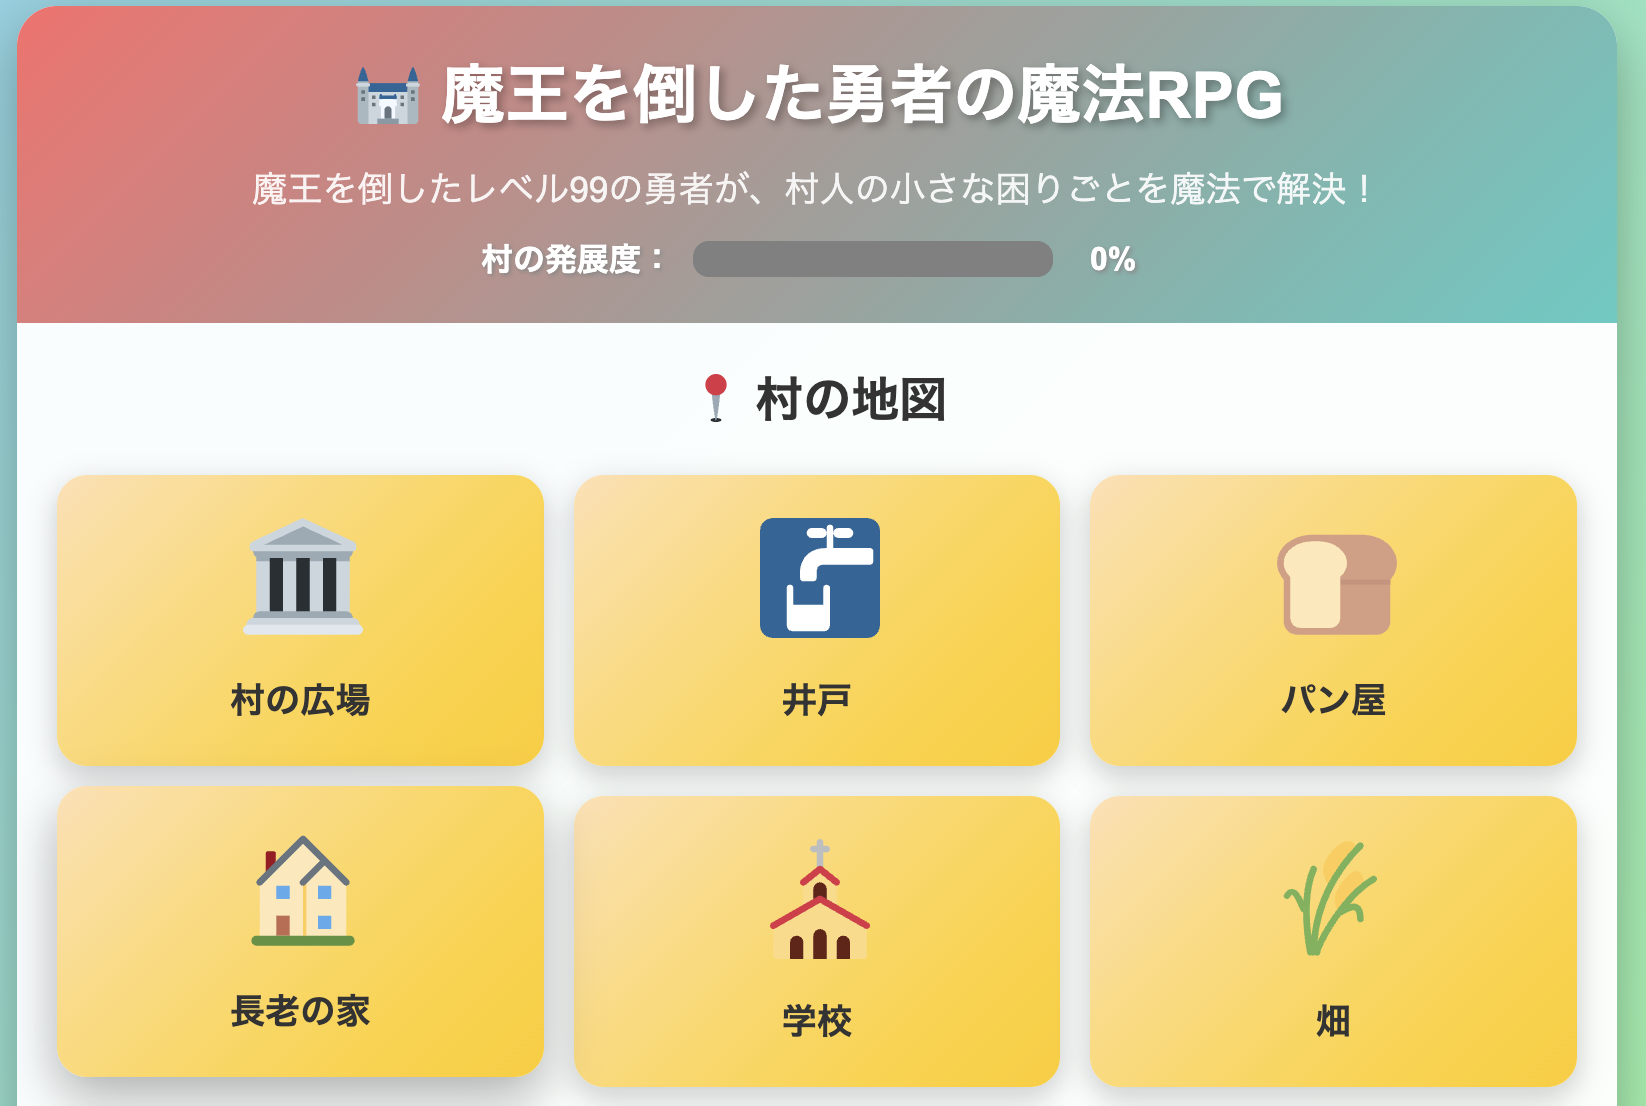 魔王を倒した勇者の魔法RPG
魔王を倒したレベル99の勇者が、村人の小さな困りごとを魔法で解決！
村の発展度： 0%
村の地図
村の広場
井戸
パン屋
長老の家
学校
畑